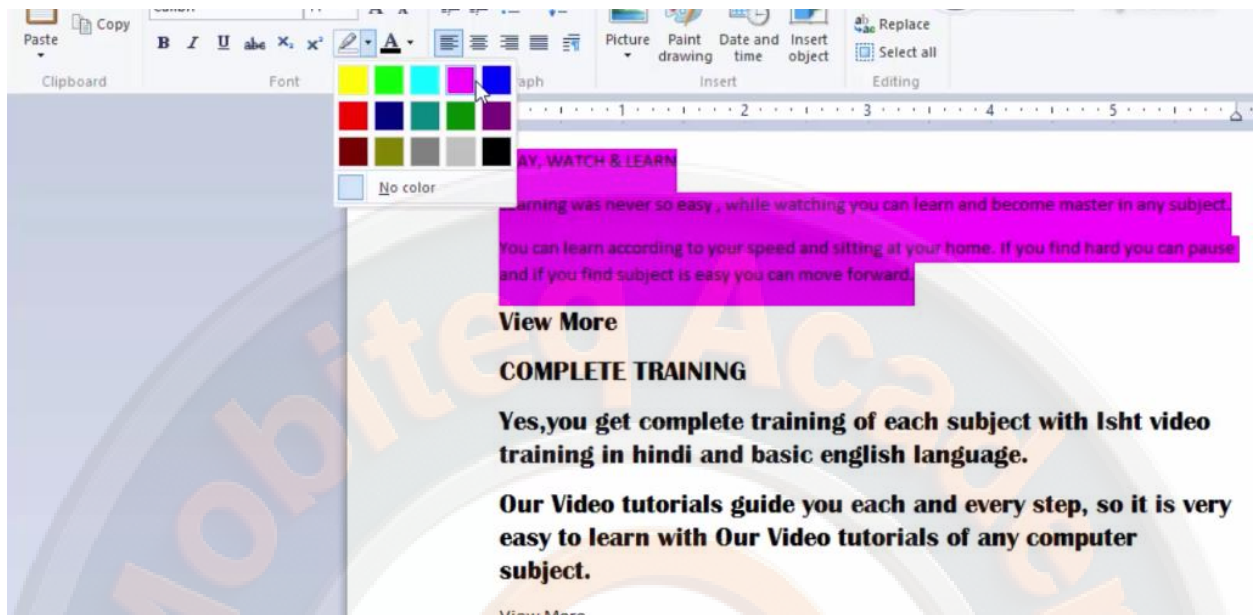 Copy
Paste
B I U abc X₂ X² A
Replace
Select all
Picture Paint drawing Date and time Insert object
Clipboard Font Insert Editing
1 2 3 4 5
No color
AY, WATCH & LEARN
Learning was never so easy , while watching you can learn and become master in any subject.
You can learn according to your speed and sitting at your home. If you find hard you can pause
and if you find subject is easy you can move forward.
View More
COMPLETE TRAINING
Yes,you get complete training of each subject with Isht video
training in hindi and basic english language.
Our Video tutorials guide you each and every step, so it is very
easy to learn with Our Video tutorials of any computer
subject.
View More
Mobiteq Academy